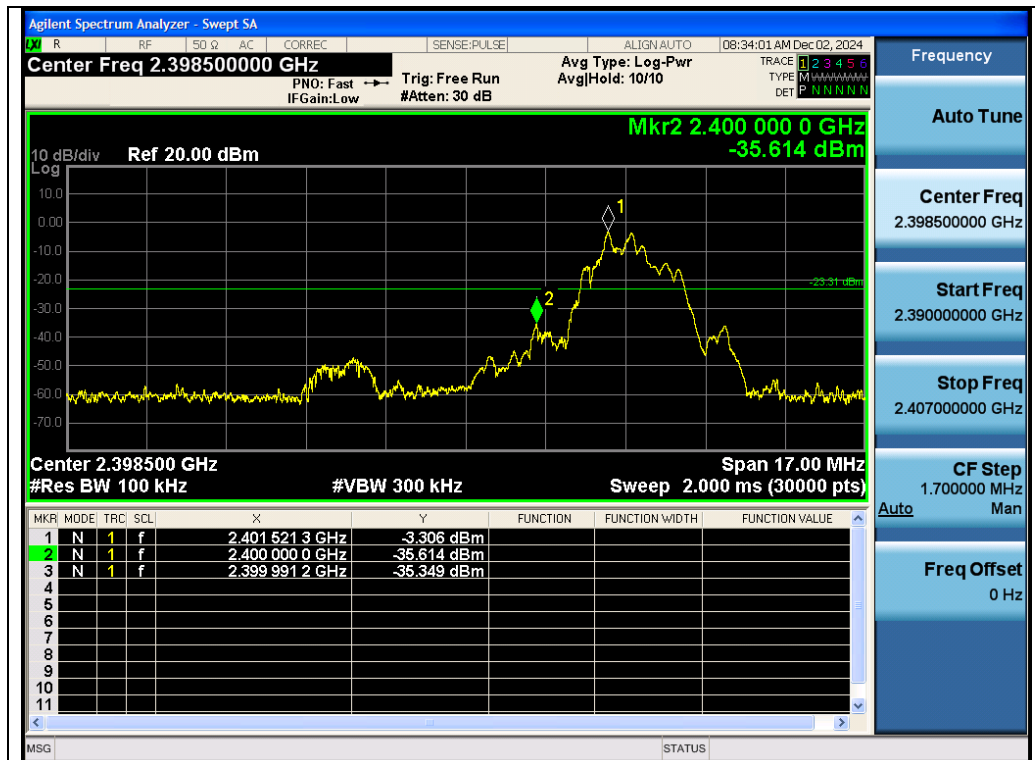 Agilent Spectrum Analyzer - Swept SA
LXI R RF 50 Ω AC CORREC SENSE:PULSE ALIGN AUTO 08:34:01 AM Dec 02, 2024
Center Freq 2.398500000 GHz
PNO: Fast
IFGain:Low
Trig: Free Run
#Atten: 30 dB
Avg Type: Log-Pwr
Avg|Hold: 10/10
TRACE 1 2 3 4 5 6
TYPE M
DET P N N N N N
Mkr2 2.400 000 0 GHz
-35.614 dBm
10 dB/div
Log
Ref 20.00 dBm
10.0
0.00
-10.0
-20.0
-30.0
-40.0
-50.0
-60.0
-70.0
1
2
-23.31 dBm
Center 2.398500 GHz
Span 17.00 MHz
#Res BW 100 kHz
#VBW 300 kHz
Sweep 2.000 ms (30000 pts)
MKR MODE TRC SCL X Y FUNCTION FUNCTION WIDTH FUNCTION VALUE
1 N 1 f 2.401 521 3 GHz -3.306 dBm
2 N 1 f 2.400 000 0 GHz -35.614 dBm
3 N 1 f 2.399 991 2 GHz -35.349 dBm
4
5
6
7
8
9
10
11
MSG
STATUS
Frequency
Auto Tune
Center Freq
2.398500000 GHz
Start Freq
2.390000000 GHz
Stop Freq
2.407000000 GHz
CF Step
1.700000 MHz
Auto Man
Freq Offset
0 Hz